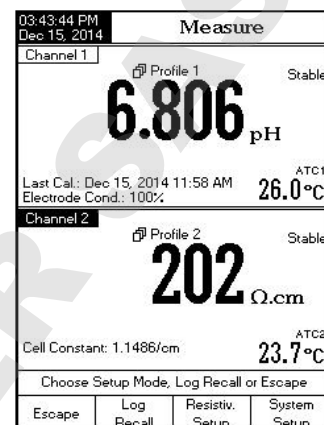 03:43:44 PM
Dec 15, 2014
Measure
Channel 1
Profile 1
Stable
6.806 pH
ATC1
Last Cal.: Dec 15, 2014 11:58 AM
Electrode Cond.: 100%
26.0°C
Channel 2
Profile 2
Stable
202 Ω.cm
ATC2
Cell Constant: 1.1486/cm
23.7°C
Choose Setup Mode, Log Recall or Escape
Escape
Log
Recall
Resistiv.
Setup
System
Setup